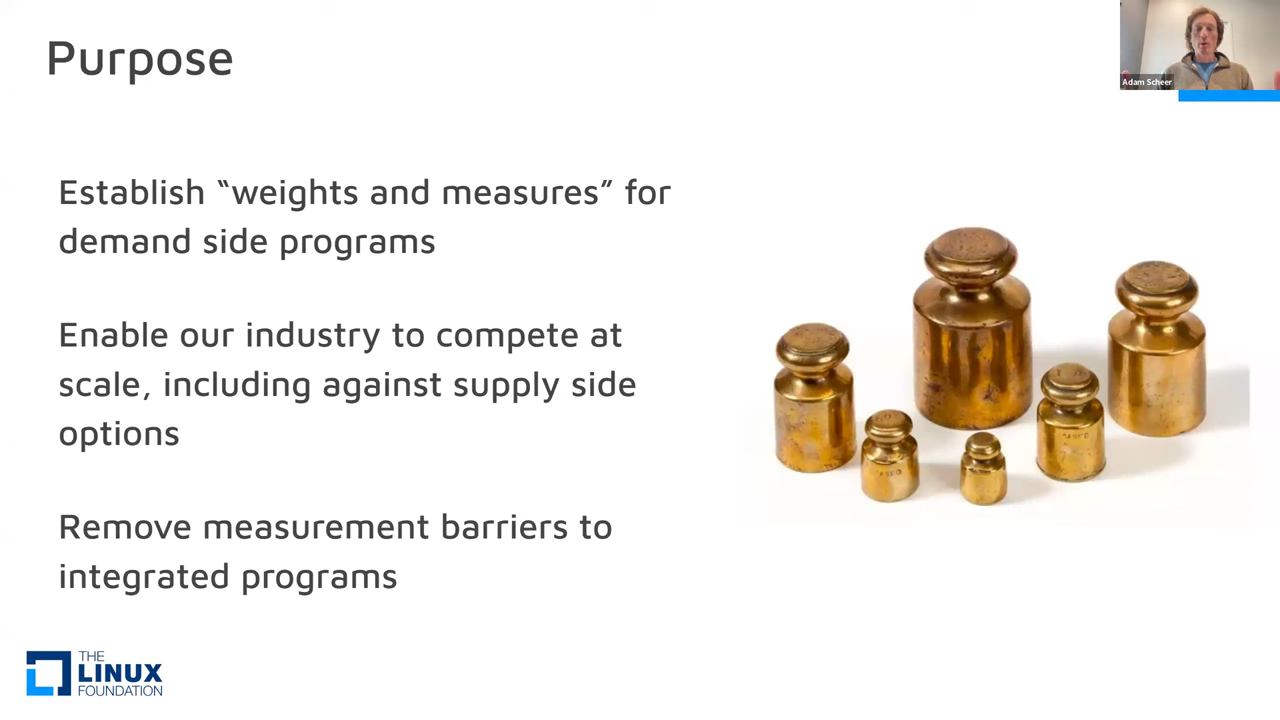 Purpose
Adam Scheer
Establish “weights and measures” for
demand side programs
Enable our industry to compete at
scale, including against supply side
options
Remove measurement barriers to
integrated programs
THE
LINUX
FOUNDATION